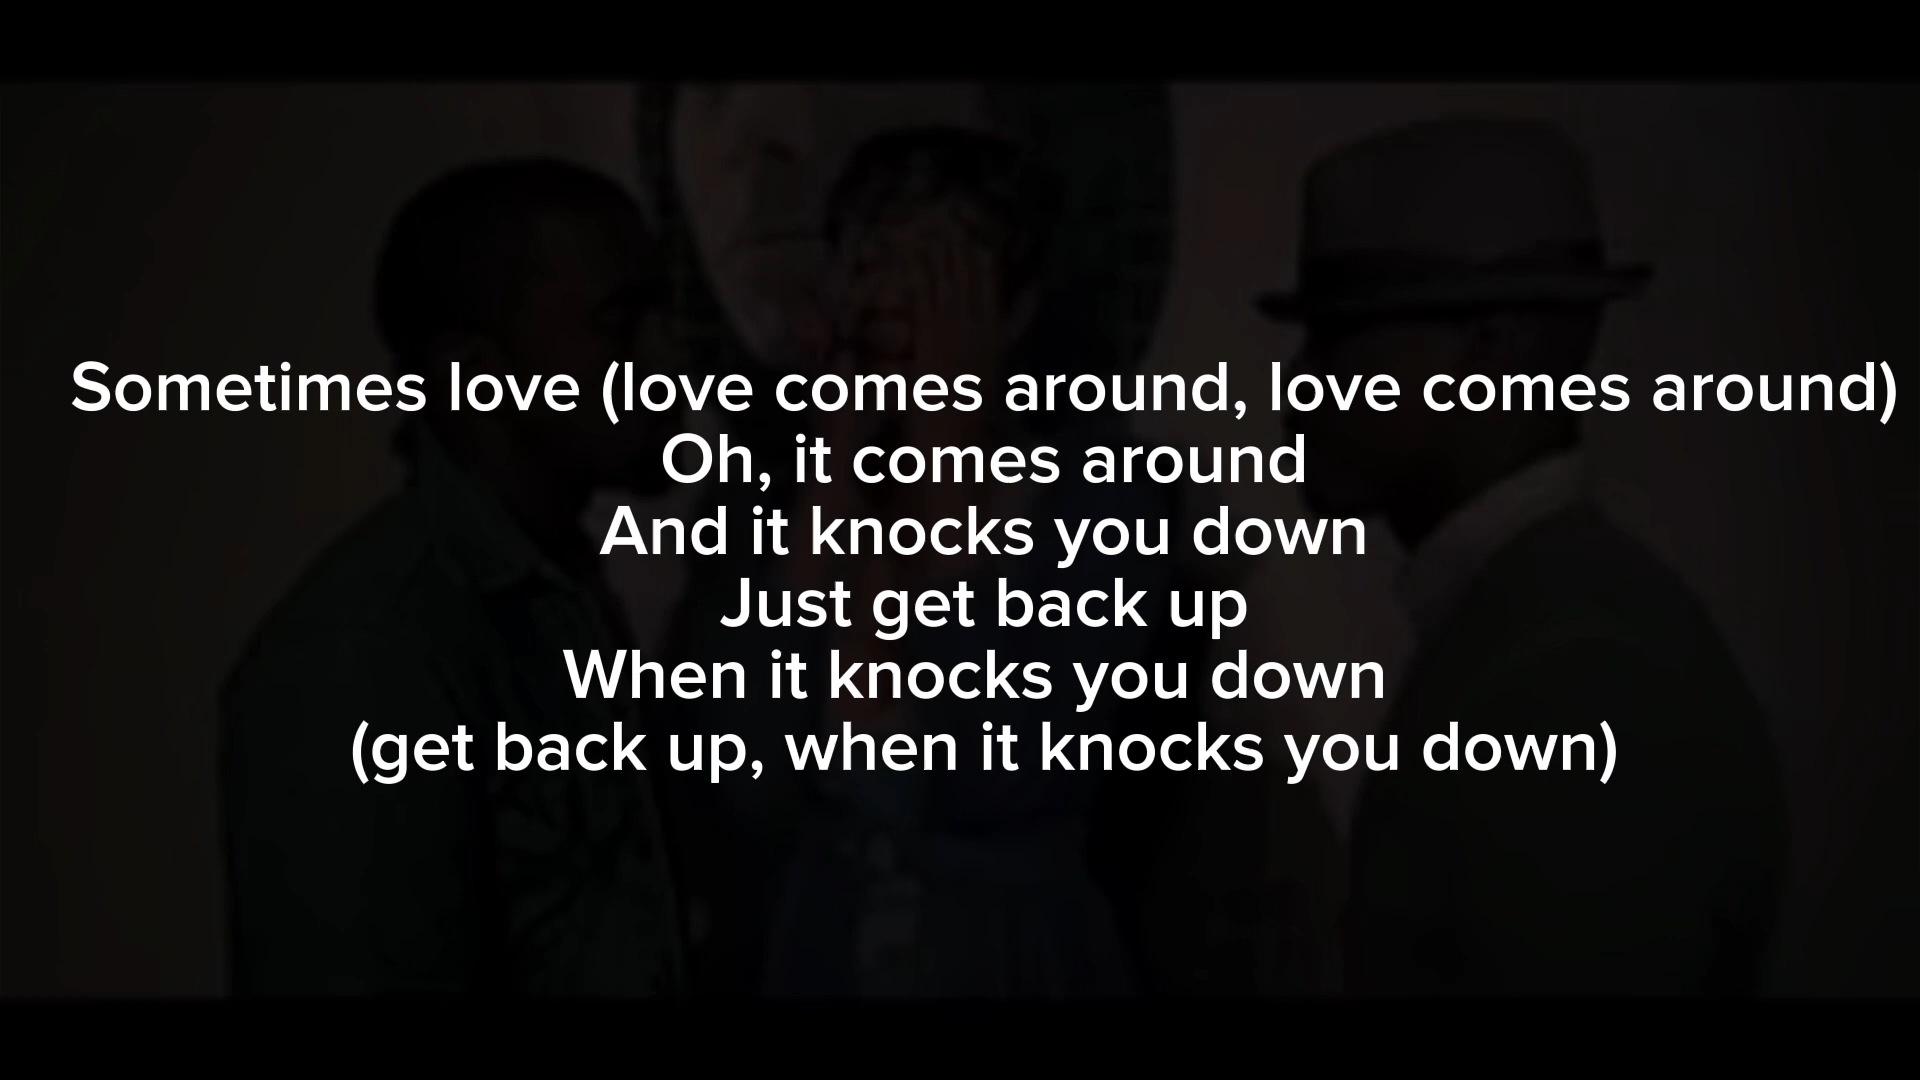 Sometimes love (love comes around, love comes around)
Oh, it comes around
And it knocks you down
Just get back up
When it knocks you down
(get back up, when it knocks you down)